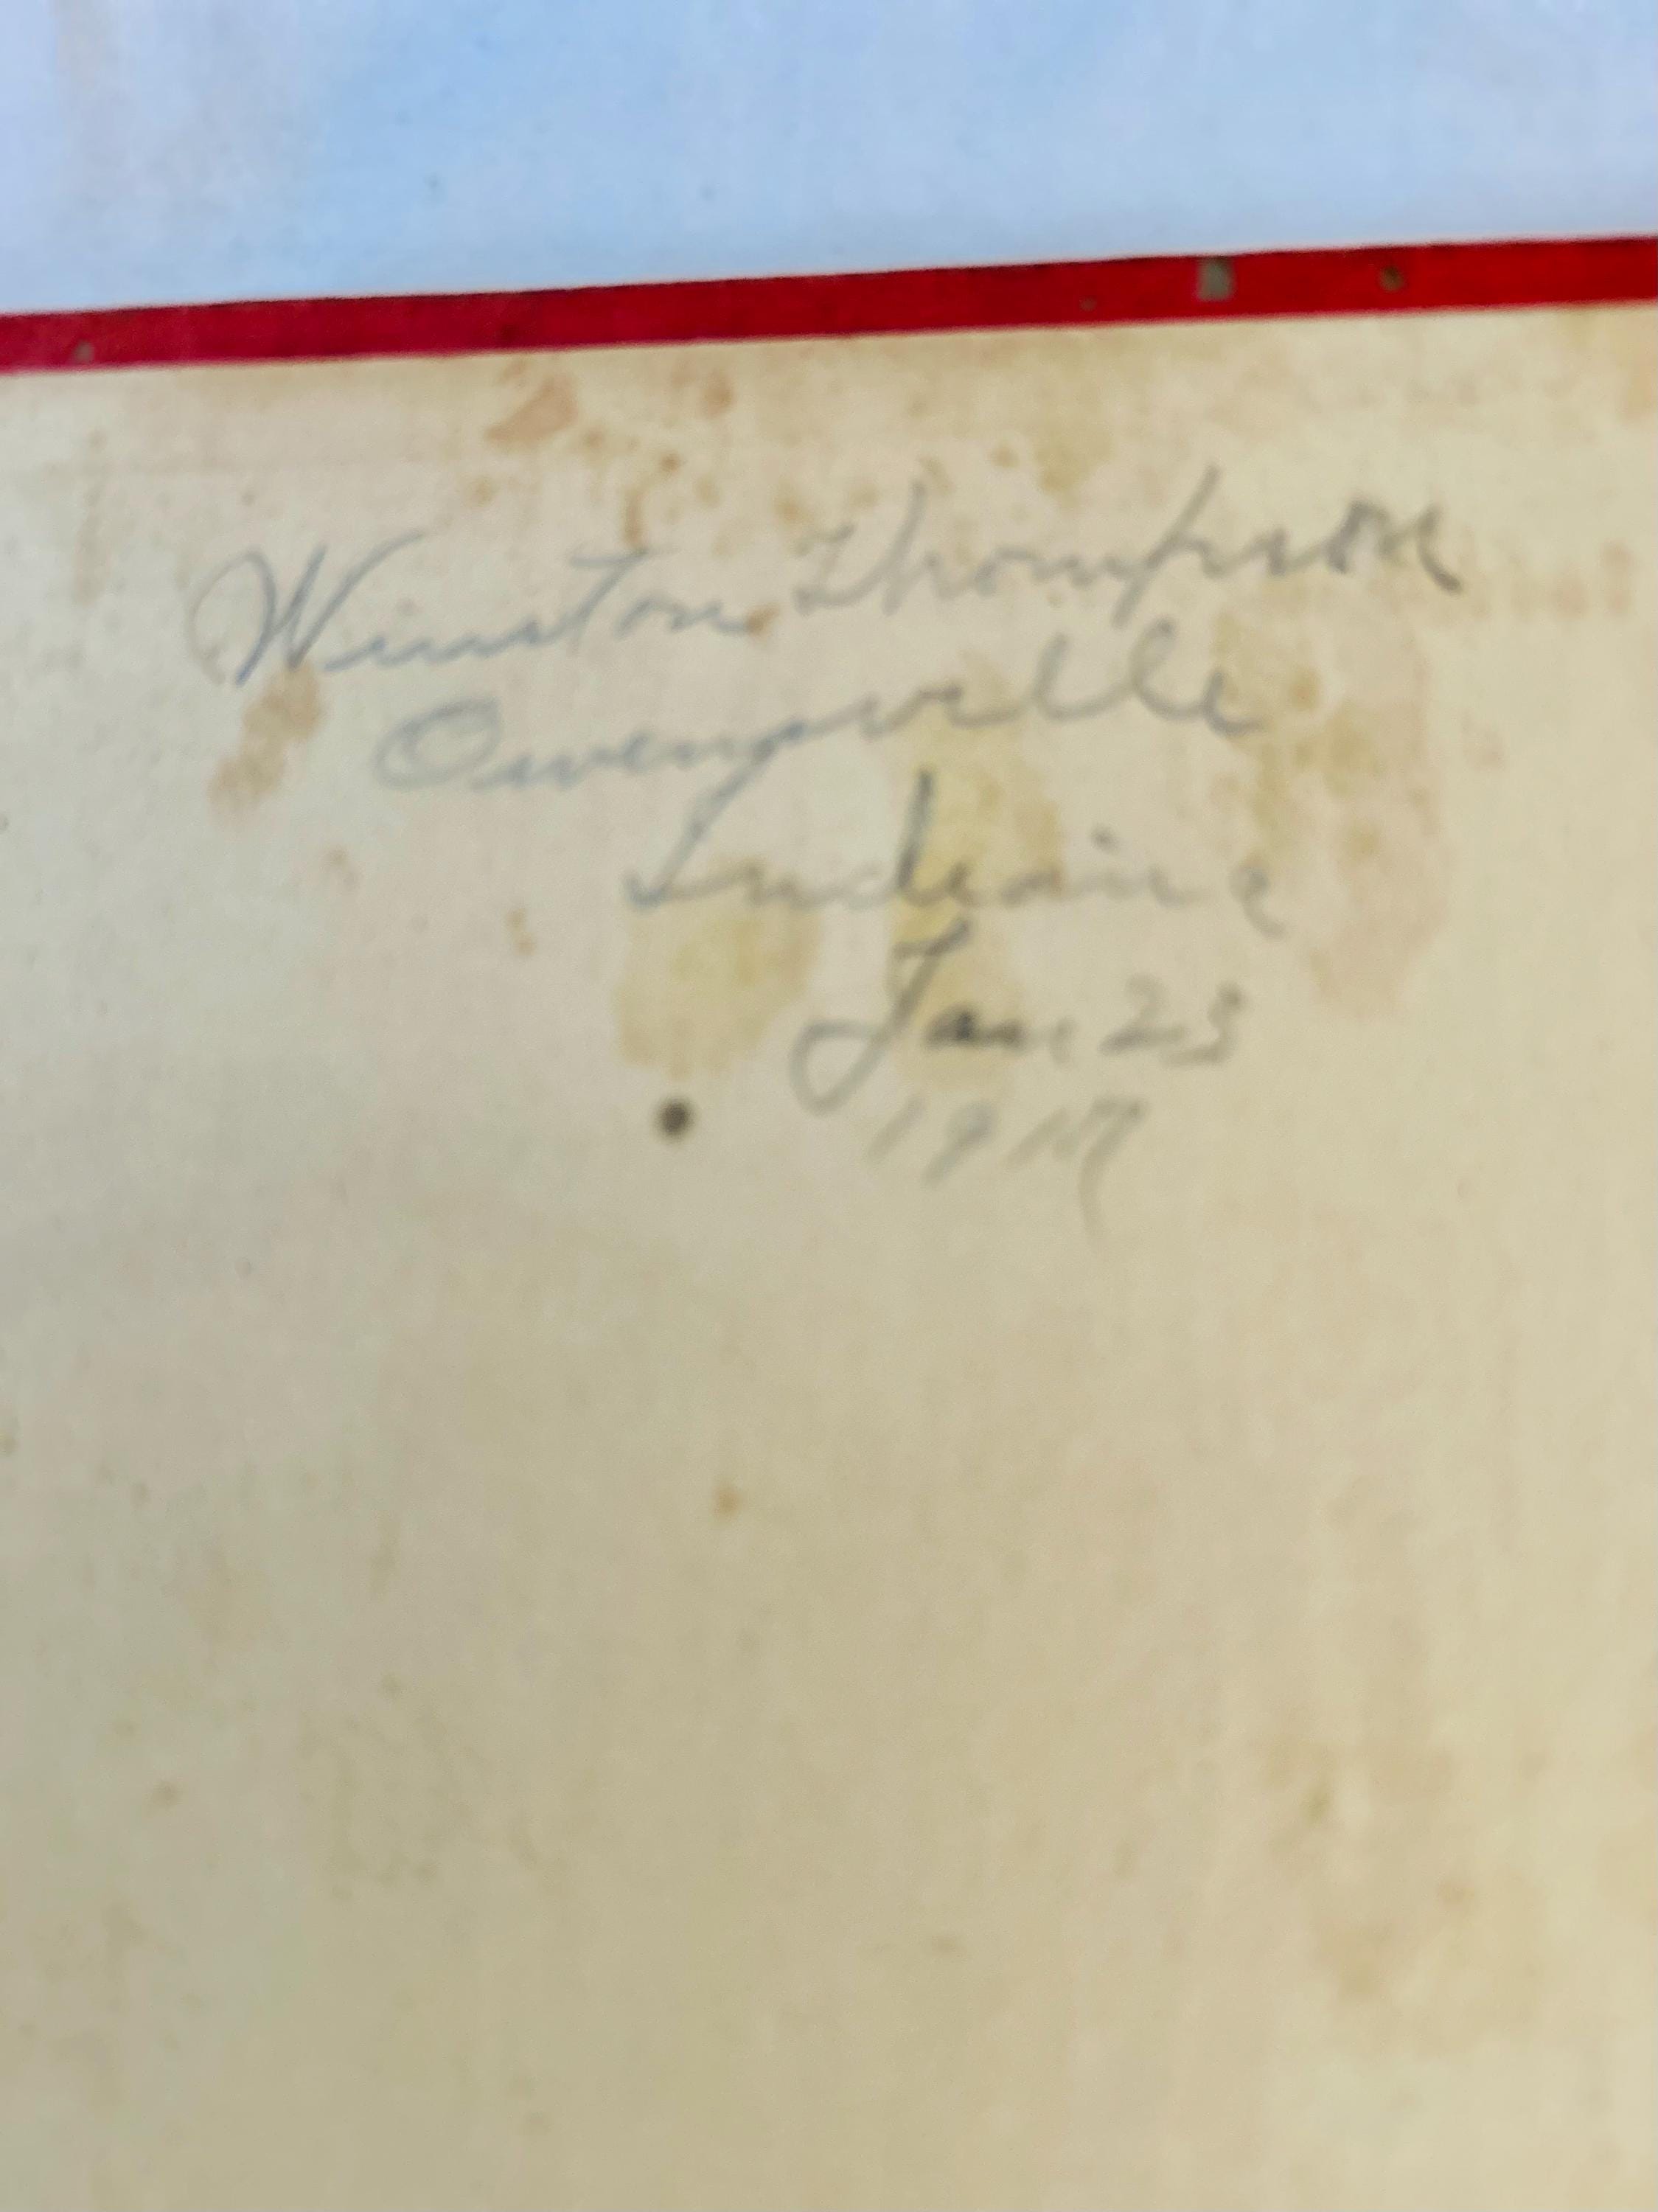 Winston Thompson
Owensville
Indiana
Jan 23
1917